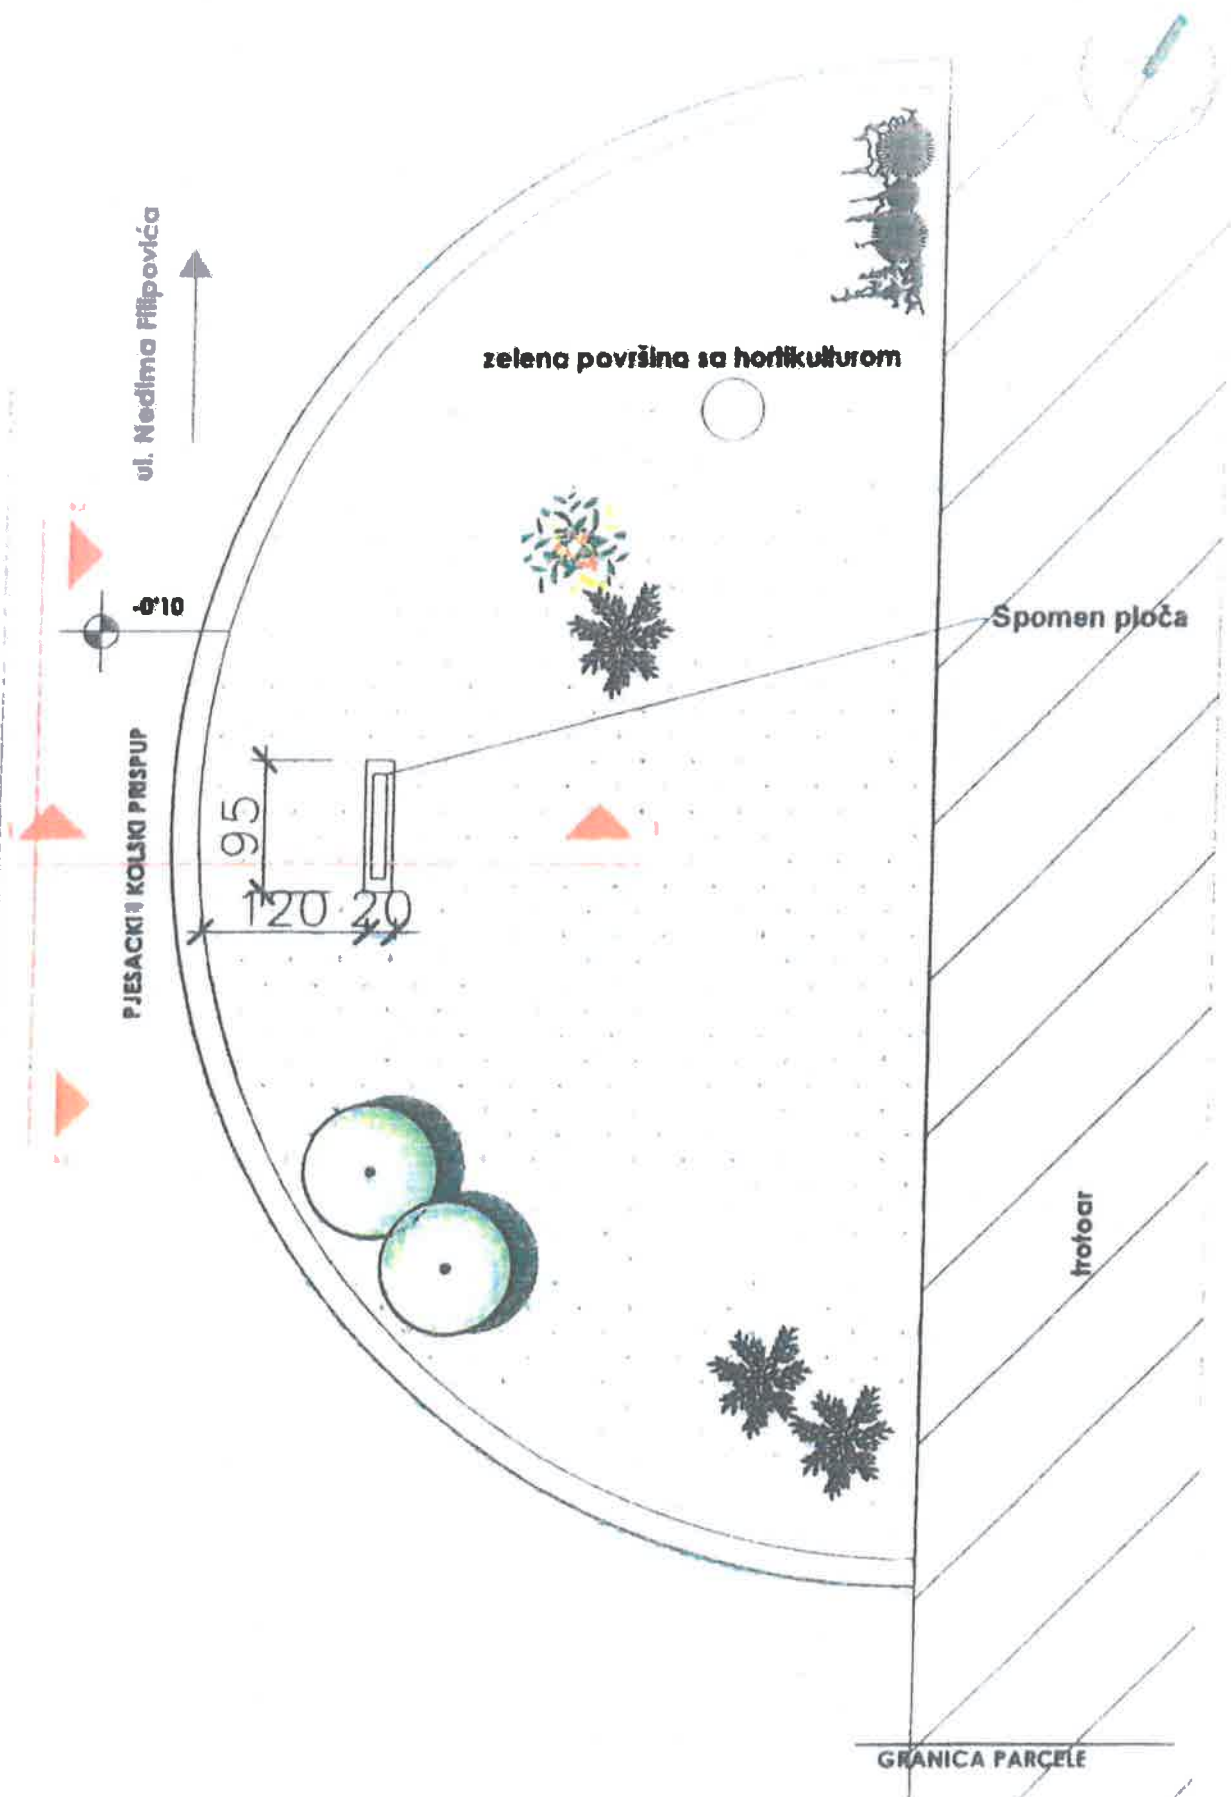 ul. Nedima Filipovića
zelena površina sa hortikulturom
-0'10
Spomen ploča
PJESACKI I KOLSKI PRISPUP
95
120 20
trotoar
GRANICA PARCELE